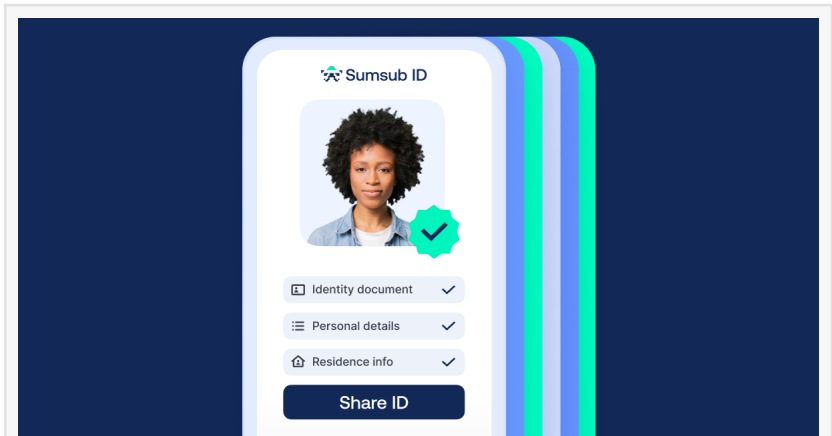 Sumsub ID
Identity document
Personal details
Residence info
Share ID